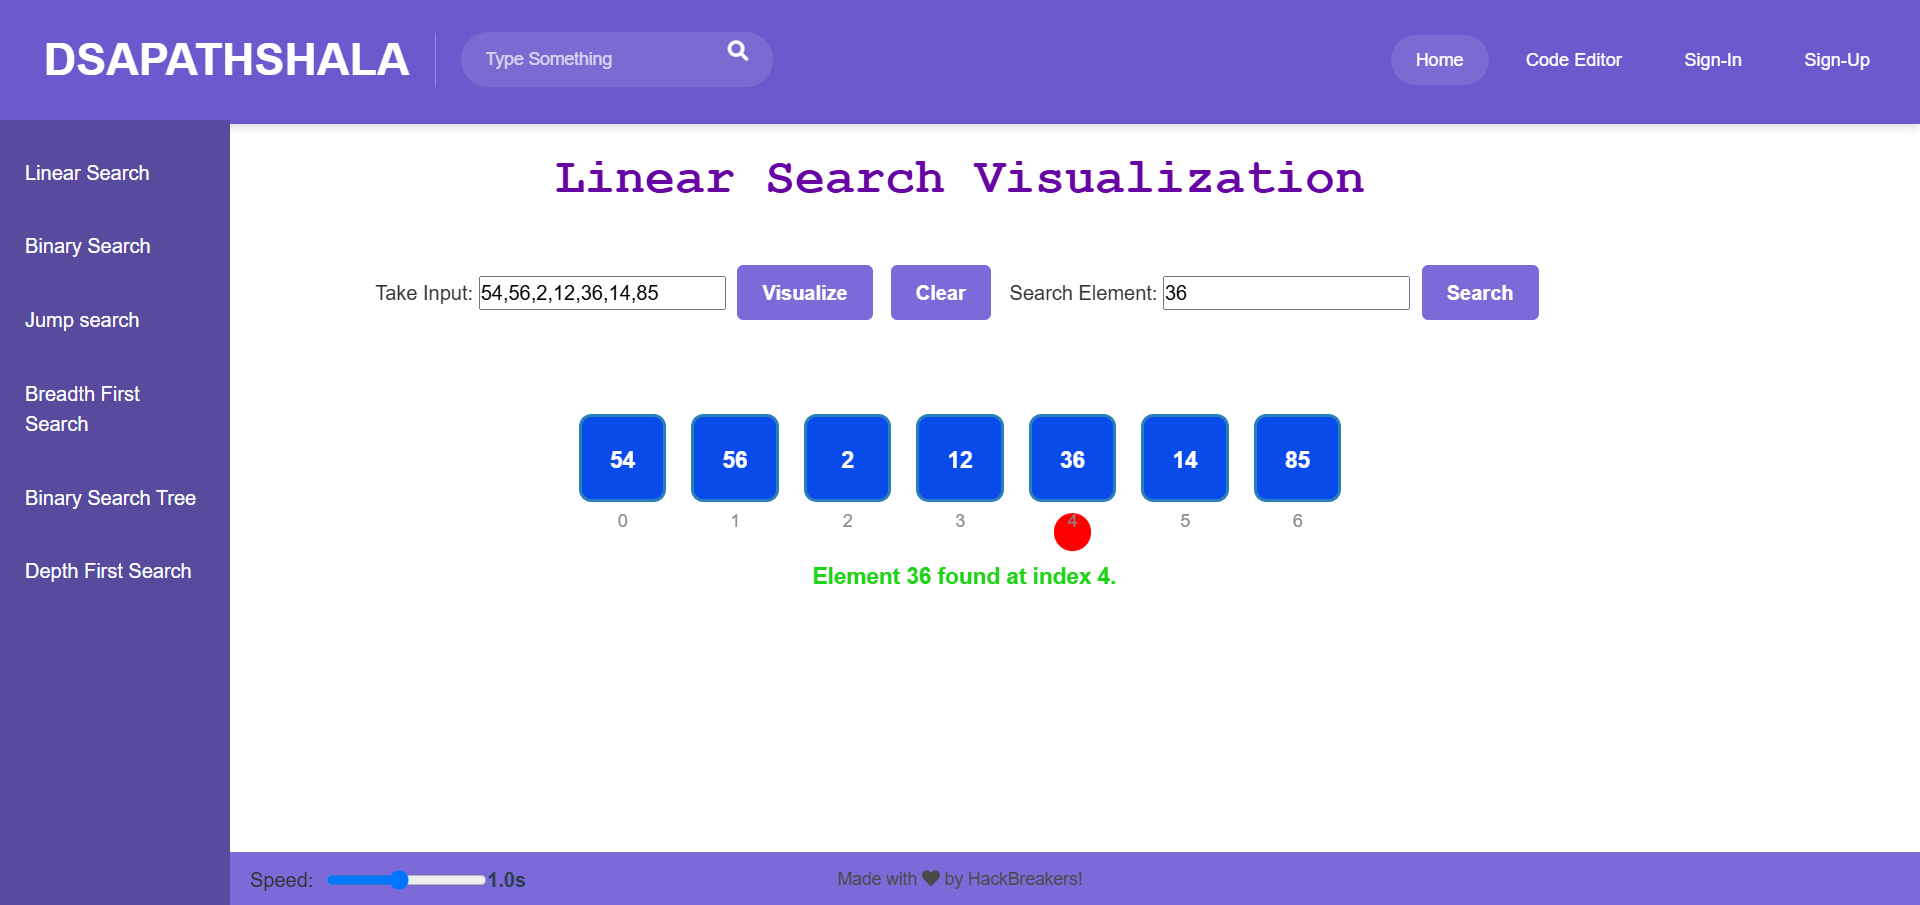 DSAPATHSHALA
Type Something
Home
Code Editor
Sign-In
Sign-Up
Linear Search
Binary Search
Jump search
Breadth First
Search
Binary Search Tree
Depth First Search
Linear Search Visualization
Take Input: 54,56,2,12,36,14,85 Visualize Clear Search Element: 36 Search
54 56 2 12 36 14 85
0 1 2 3 4 5 6
Element 36 found at index 4.
Speed: 1.0s
Made with by HackBreakers!